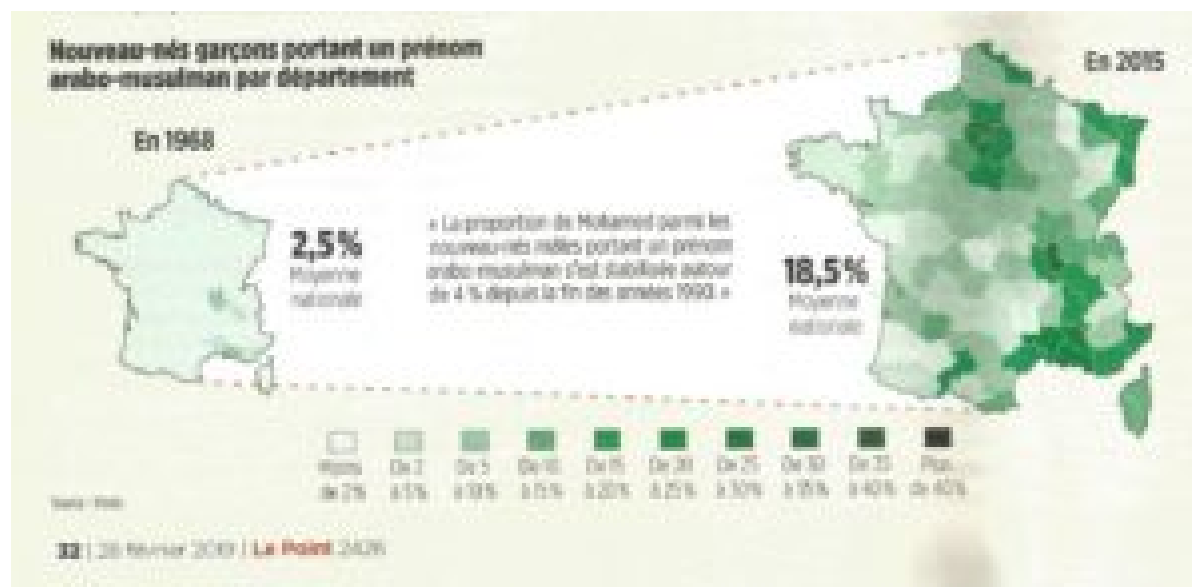 Nouveau-nés garçons portant un prénom
arabo-musulman par département
En 1968
En 2015
2,5%
Moyenne
nationale
« La proportion de Mohamed parmi les
nouveau-nés mâles portant un prénom
arabo-musulman s'est stabilisée autour
de 4 % depuis la fin des années 1990. »
18,5%
Moyenne
nationale
Moins
de 2%
De 2
à 5%
De 5
à 10%
De 10
à 15%
De 15
à 20%
De 20
à 25%
De 25
à 30%
De 30
à 35%
De 35
à 40%
Plus
de 40%
32 | 28 février 2019 | Le Point 2426